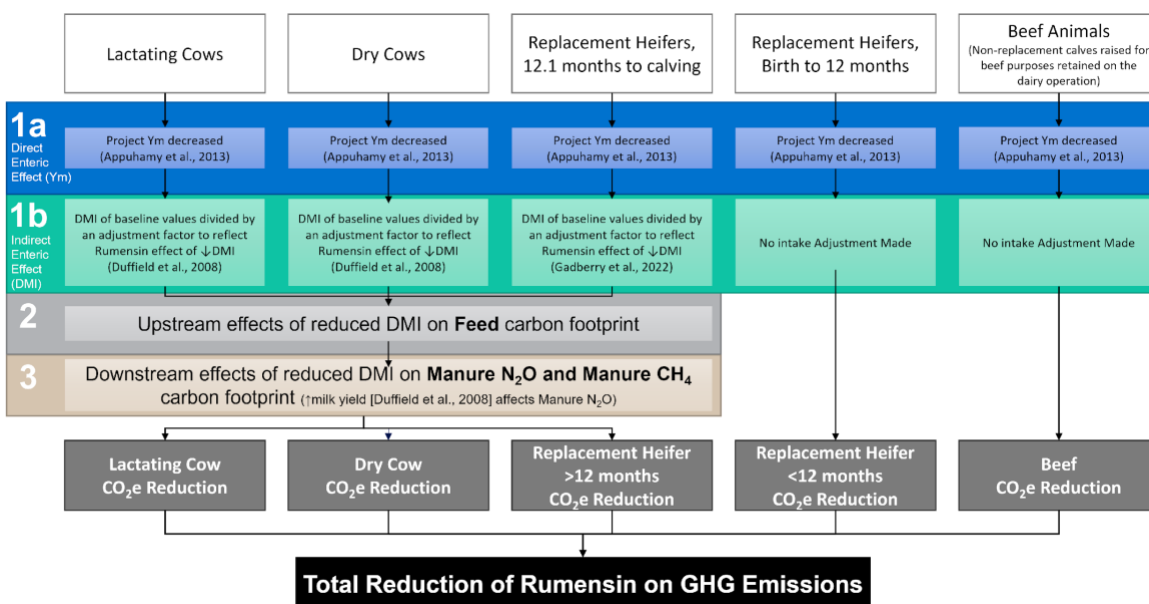 Lactating Cows
Dry Cows
Replacement Heifers,
12.1 months to calving
Replacement Heifers,
Birth to 12 months
Beef Animals
(Non-replacement calves raised for
beef purposes retained on the
dairy operation)
1a
Direct
Enteric
Effect (Ym)
Project Ym decreased
(Appuhamy et al., 2013)
Project Ym decreased
(Appuhamy et al., 2013)
Project Ym decreased
(Appuhamy et al., 2013)
Project Ym decreased
(Appuhamy et al., 2013)
Project Ym decreased
(Appuhamy et al., 2013)
1b
Indirect
Enteric
Effect
(DMI)
DMI of baseline values divided by
an adjustment factor to reflect
Rumensin effect of ↓DMI
(Duffield et al., 2008)
DMI of baseline values divided by
an adjustment factor to reflect
Rumensin effect of ↓DMI
(Duffield et al., 2008)
DMI of baseline values divided by
an adjustment factor to reflect
Rumensin effect of ↓DMI
(Gadberry et al., 2022)
No intake Adjustment Made
No intake Adjustment Made
2
Upstream effects of reduced DMI on Feed carbon footprint
3
Downstream effects of reduced DMI on Manure N₂O and Manure CH₄
carbon footprint (↑milk yield [Duffield et al., 2008] affects Manure N₂O)
Lactating Cow
CO₂e Reduction
Dry Cow
CO₂e Reduction
Replacement Heifer
>12 months
CO₂e Reduction
Replacement Heifer
<12 months
CO₂e Reduction
Beef
CO₂e Reduction
Total Reduction of Rumensin on GHG Emissions